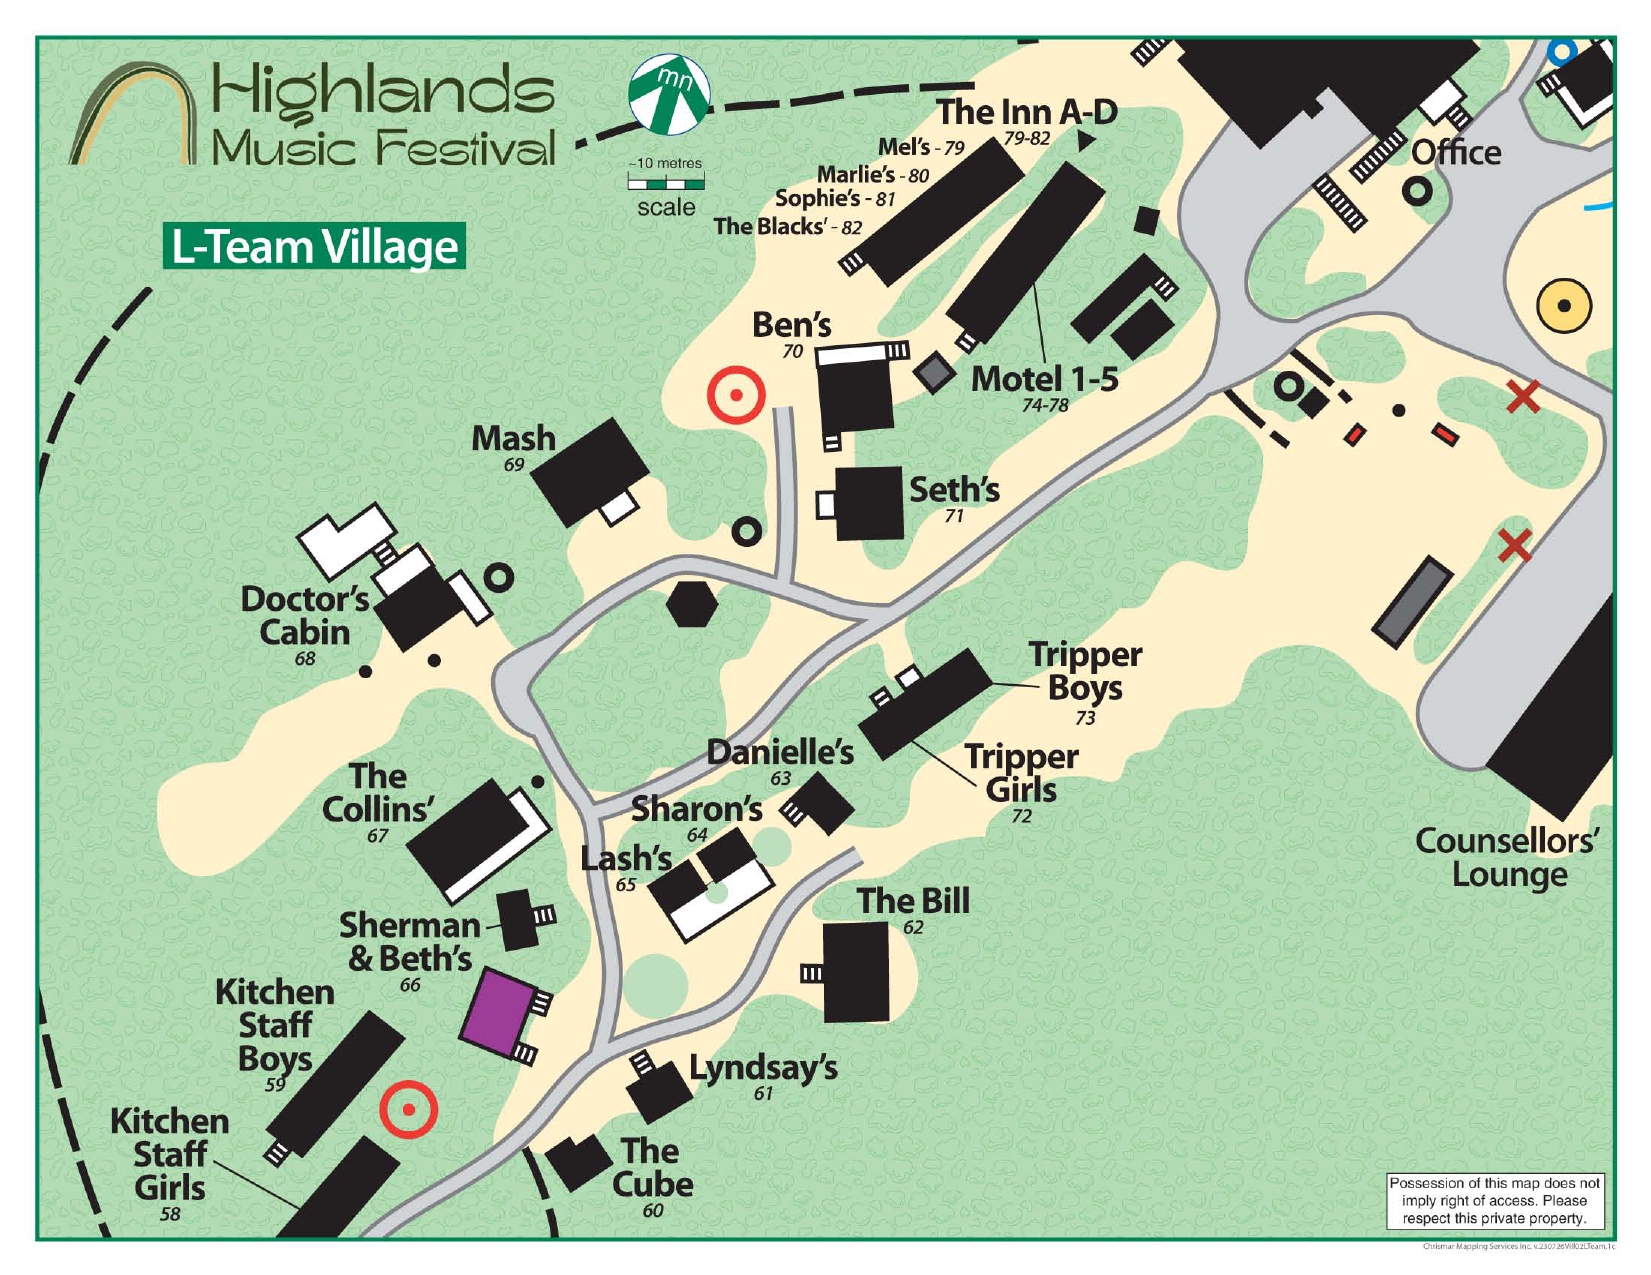 Highlands
Music Festival
L-Team Village
mn
~10 metres
scale
The Inn A-D
79-82
Mel's - 79
Marlie's - 80
Sophie's - 81
The Blacks' - 82
Office
Ben's
70
Motel 1-5
74-78
Mash
69
Seth's
71
Doctor's
Cabin
68
Tripper
Boys
73
Tripper
Girls
72
Danielle's
63
Sharon's
64
Lash's
65
The
Collins'
67
The Bill
62
Counsellors'
Lounge
Sherman
& Beth's
66
Kitchen
Staff
Boys
59
Lyndsay's
61
Kitchen
Staff
Girls
58
The
Cube
60
Possession of this map does not
imply right of access. Please
respect this private property.
Chrismar Mapping Services Inc. v.230726Vill02LTeam.1c